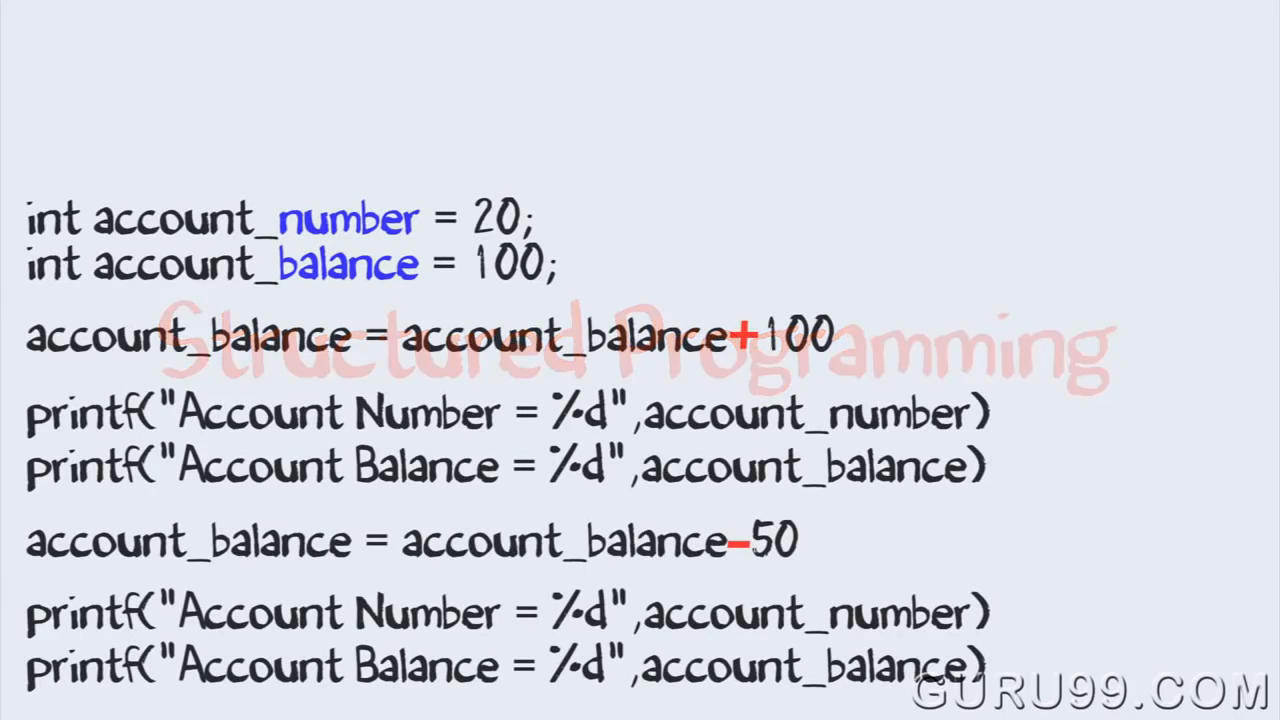 int account_number = 20;
int account_balance = 100;
Structured Programming
account_balance = account_balance+100
printf("Account Number = %d",account_number)
printf("Account Balance = %d",account_balance)
account_balance = account_balance-50
printf("Account Number = %d",account_number)
printf("Account Balance = %d",account_balance)
GURU99.COM